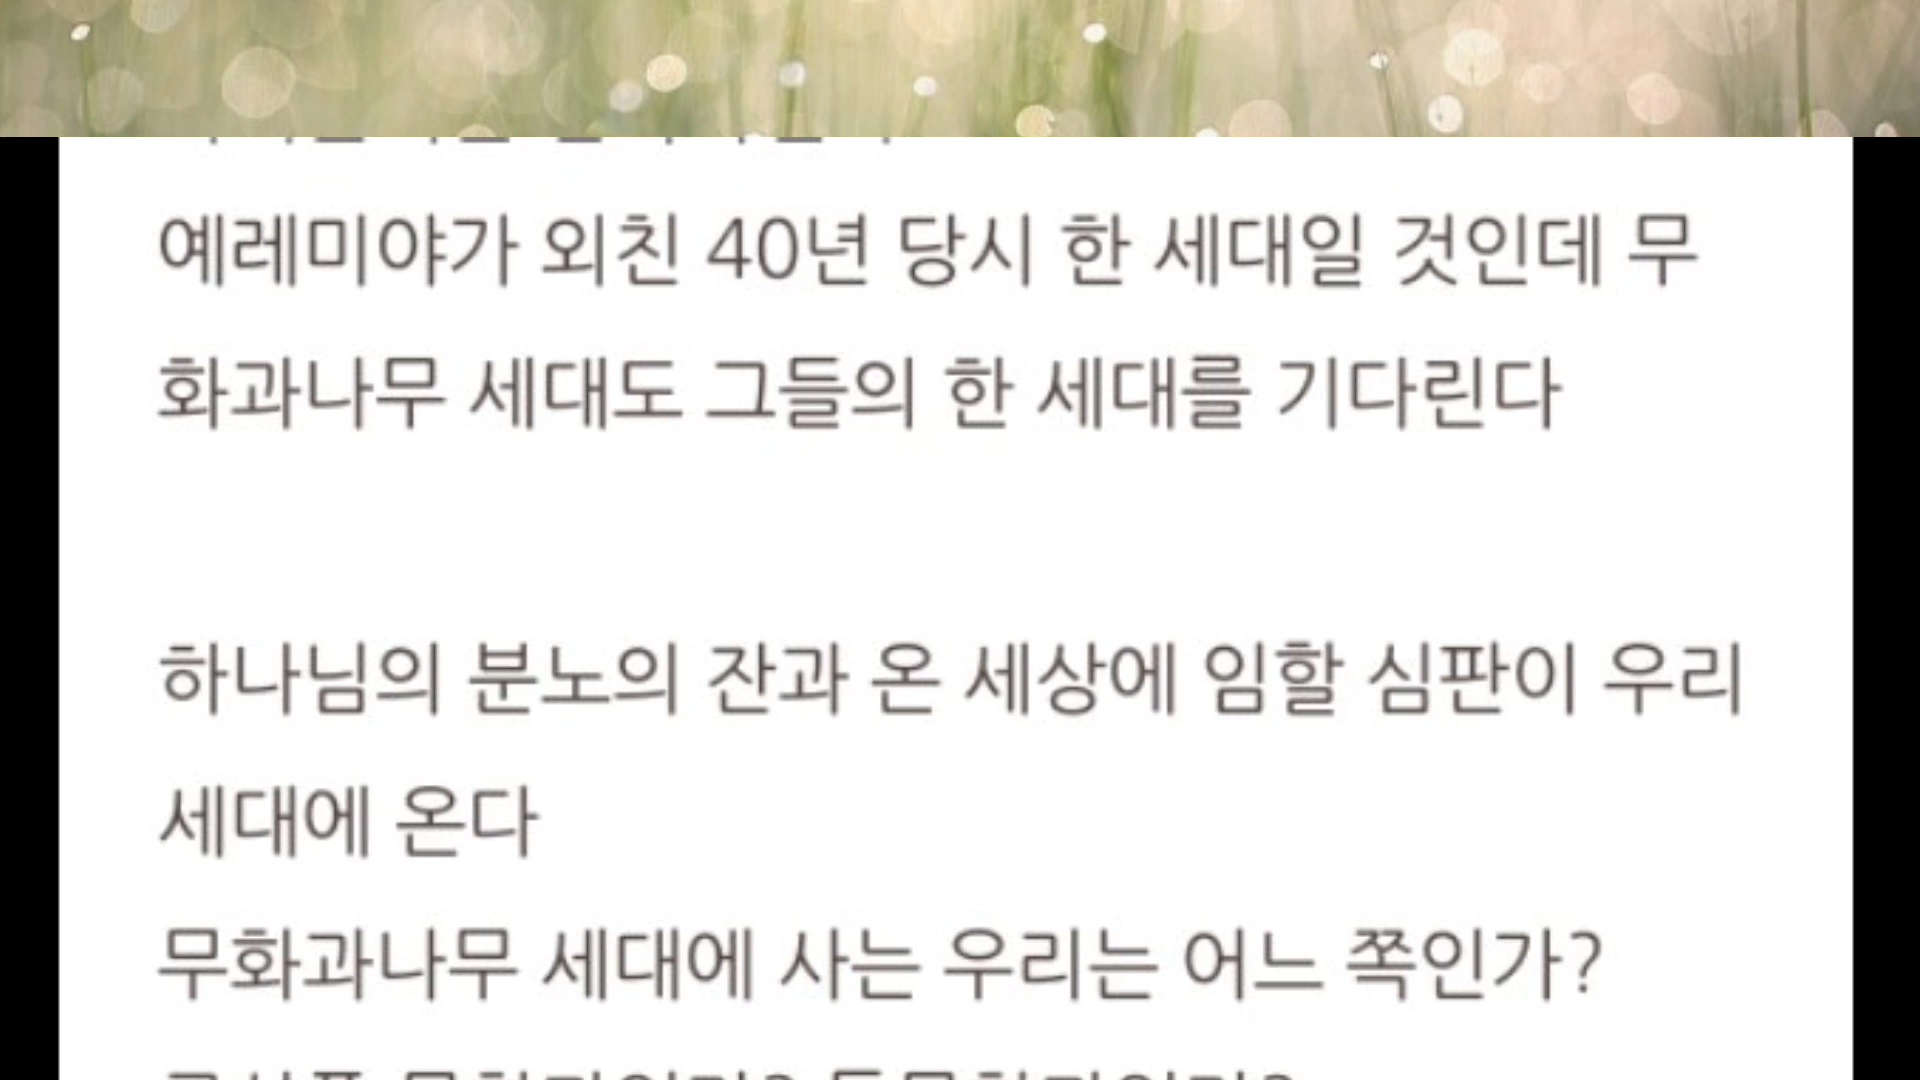 예레미야가 외친 40년 당시 한 세대일 것인데 무
화과나무 세대도 그들의 한 세대를 기다린다
하나님의 분노의 잔과 온 세상에 임할 심판이 우리
세대에 온다
무화과나무 세대에 사는 우리는 어느 쪽인가?